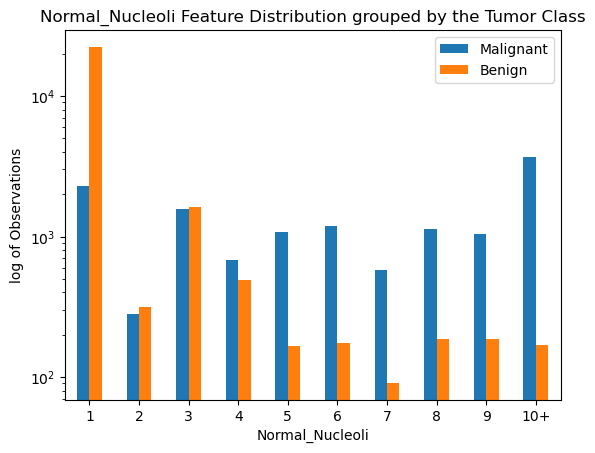 Normal_Nucleoli Feature Distribution grouped by the Tumor Class
Malignant
Benign
log of Observations
10^4
10^3
10^2
1 2 3 4 5 6 7 8 9 10+
Normal_Nucleoli